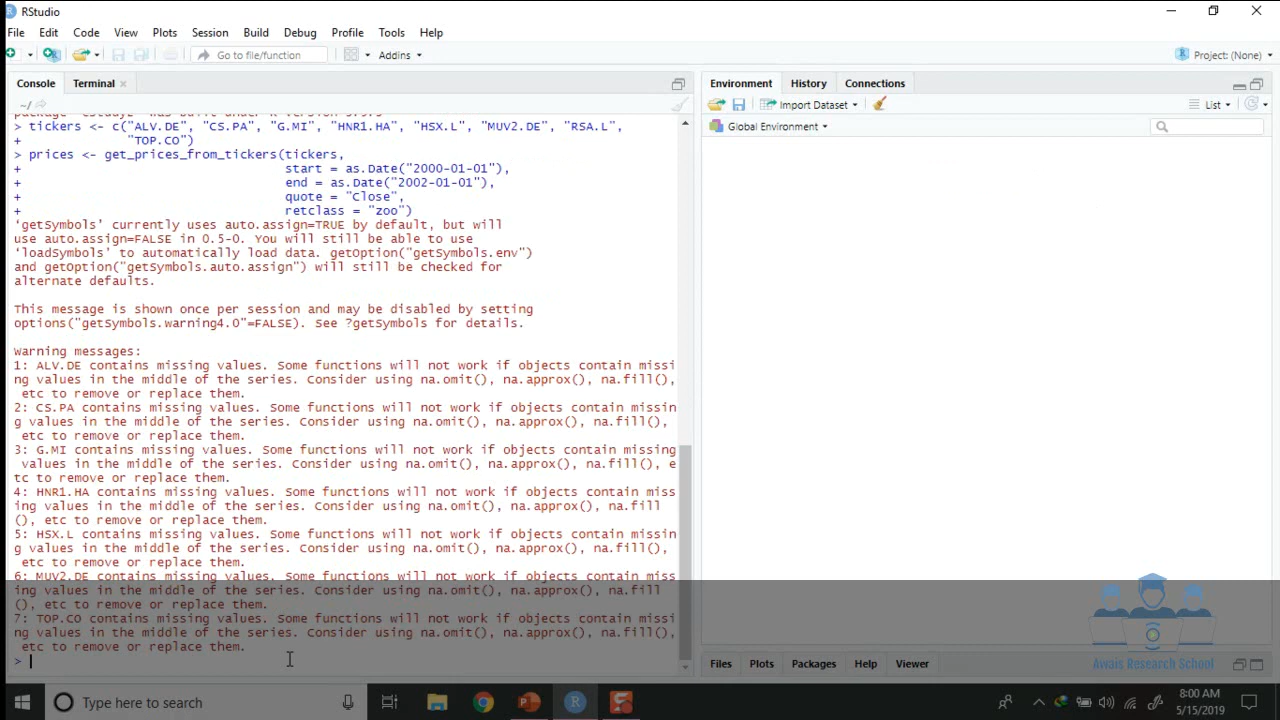 RStudio
File Edit Code View Plots Session Build Debug Profile Tools Help
Go to file/function Addins Project: (None)
Console Terminal
~/
> tickers <- c("ALV.DE", "CS.PA", "G.MI", "HNR1.HA", "HSX.L", "MUV2.DE", "RSA.L",
+ "TOP.CO")
> prices <- get_prices_from_tickers(tickers,
+ start = as.Date("2000-01-01"),
+ end = as.Date("2002-01-01"),
+ quote = "Close",
+ retclass = "zoo")
‘getSymbols’ currently uses auto.assign=TRUE by default, but will
use auto.assign=FALSE in 0.5-0. You will still be able to use
‘loadSymbols’ to automatically load data. getOption("getSymbols.env")
and getOption("getSymbols.auto.assign") will still be checked for
alternate defaults.
This message is shown once per session and may be disabled by setting
options("getSymbols.warning4.0"=FALSE). See ?getSymbols for details.
Warning messages:
1: ALV.DE contains missing values. Some functions will not work if objects contain missi
ng values in the middle of the series. Consider using na.omit(), na.approx(), na.fill(),
etc to remove or replace them.
2: CS.PA contains missing values. Some functions will not work if objects contain missin
g values in the middle of the series. Consider using na.omit(), na.approx(), na.fill(),
etc to remove or replace them.
3: G.MI contains missing values. Some functions will not work if objects contain missing
values in the middle of the series. Consider using na.omit(), na.approx(), na.fill(), e
tc to remove or replace them.
4: HNR1.HA contains missing values. Some functions will not work if objects contain miss
ing values in the middle of the series. Consider using na.omit(), na.approx(), na.fill
(), etc to remove or replace them.
5: HSX.L contains missing values. Some functions will not work if objects contain missin
g values in the middle of the series. Consider using na.omit(), na.approx(), na.fill(),
etc to remove or replace them.
6: MUV2.DE contains missing values. Some functions will not work if objects contain miss
ing values in the middle of the series. Consider using na.omit(), na.approx(), na.fill
(), etc to remove or replace them.
7: TOP.CO contains missing values. Some functions will not work if objects contain missi
ng values in the middle of the series. Consider using na.omit(), na.approx(), na.fill(),
etc to remove or replace them.
>
Environment History Connections
Import Dataset List
Global Environment
Awais Research School
Files Plots Packages Help Viewer
Type here to search
8:00 AM
5/15/2019